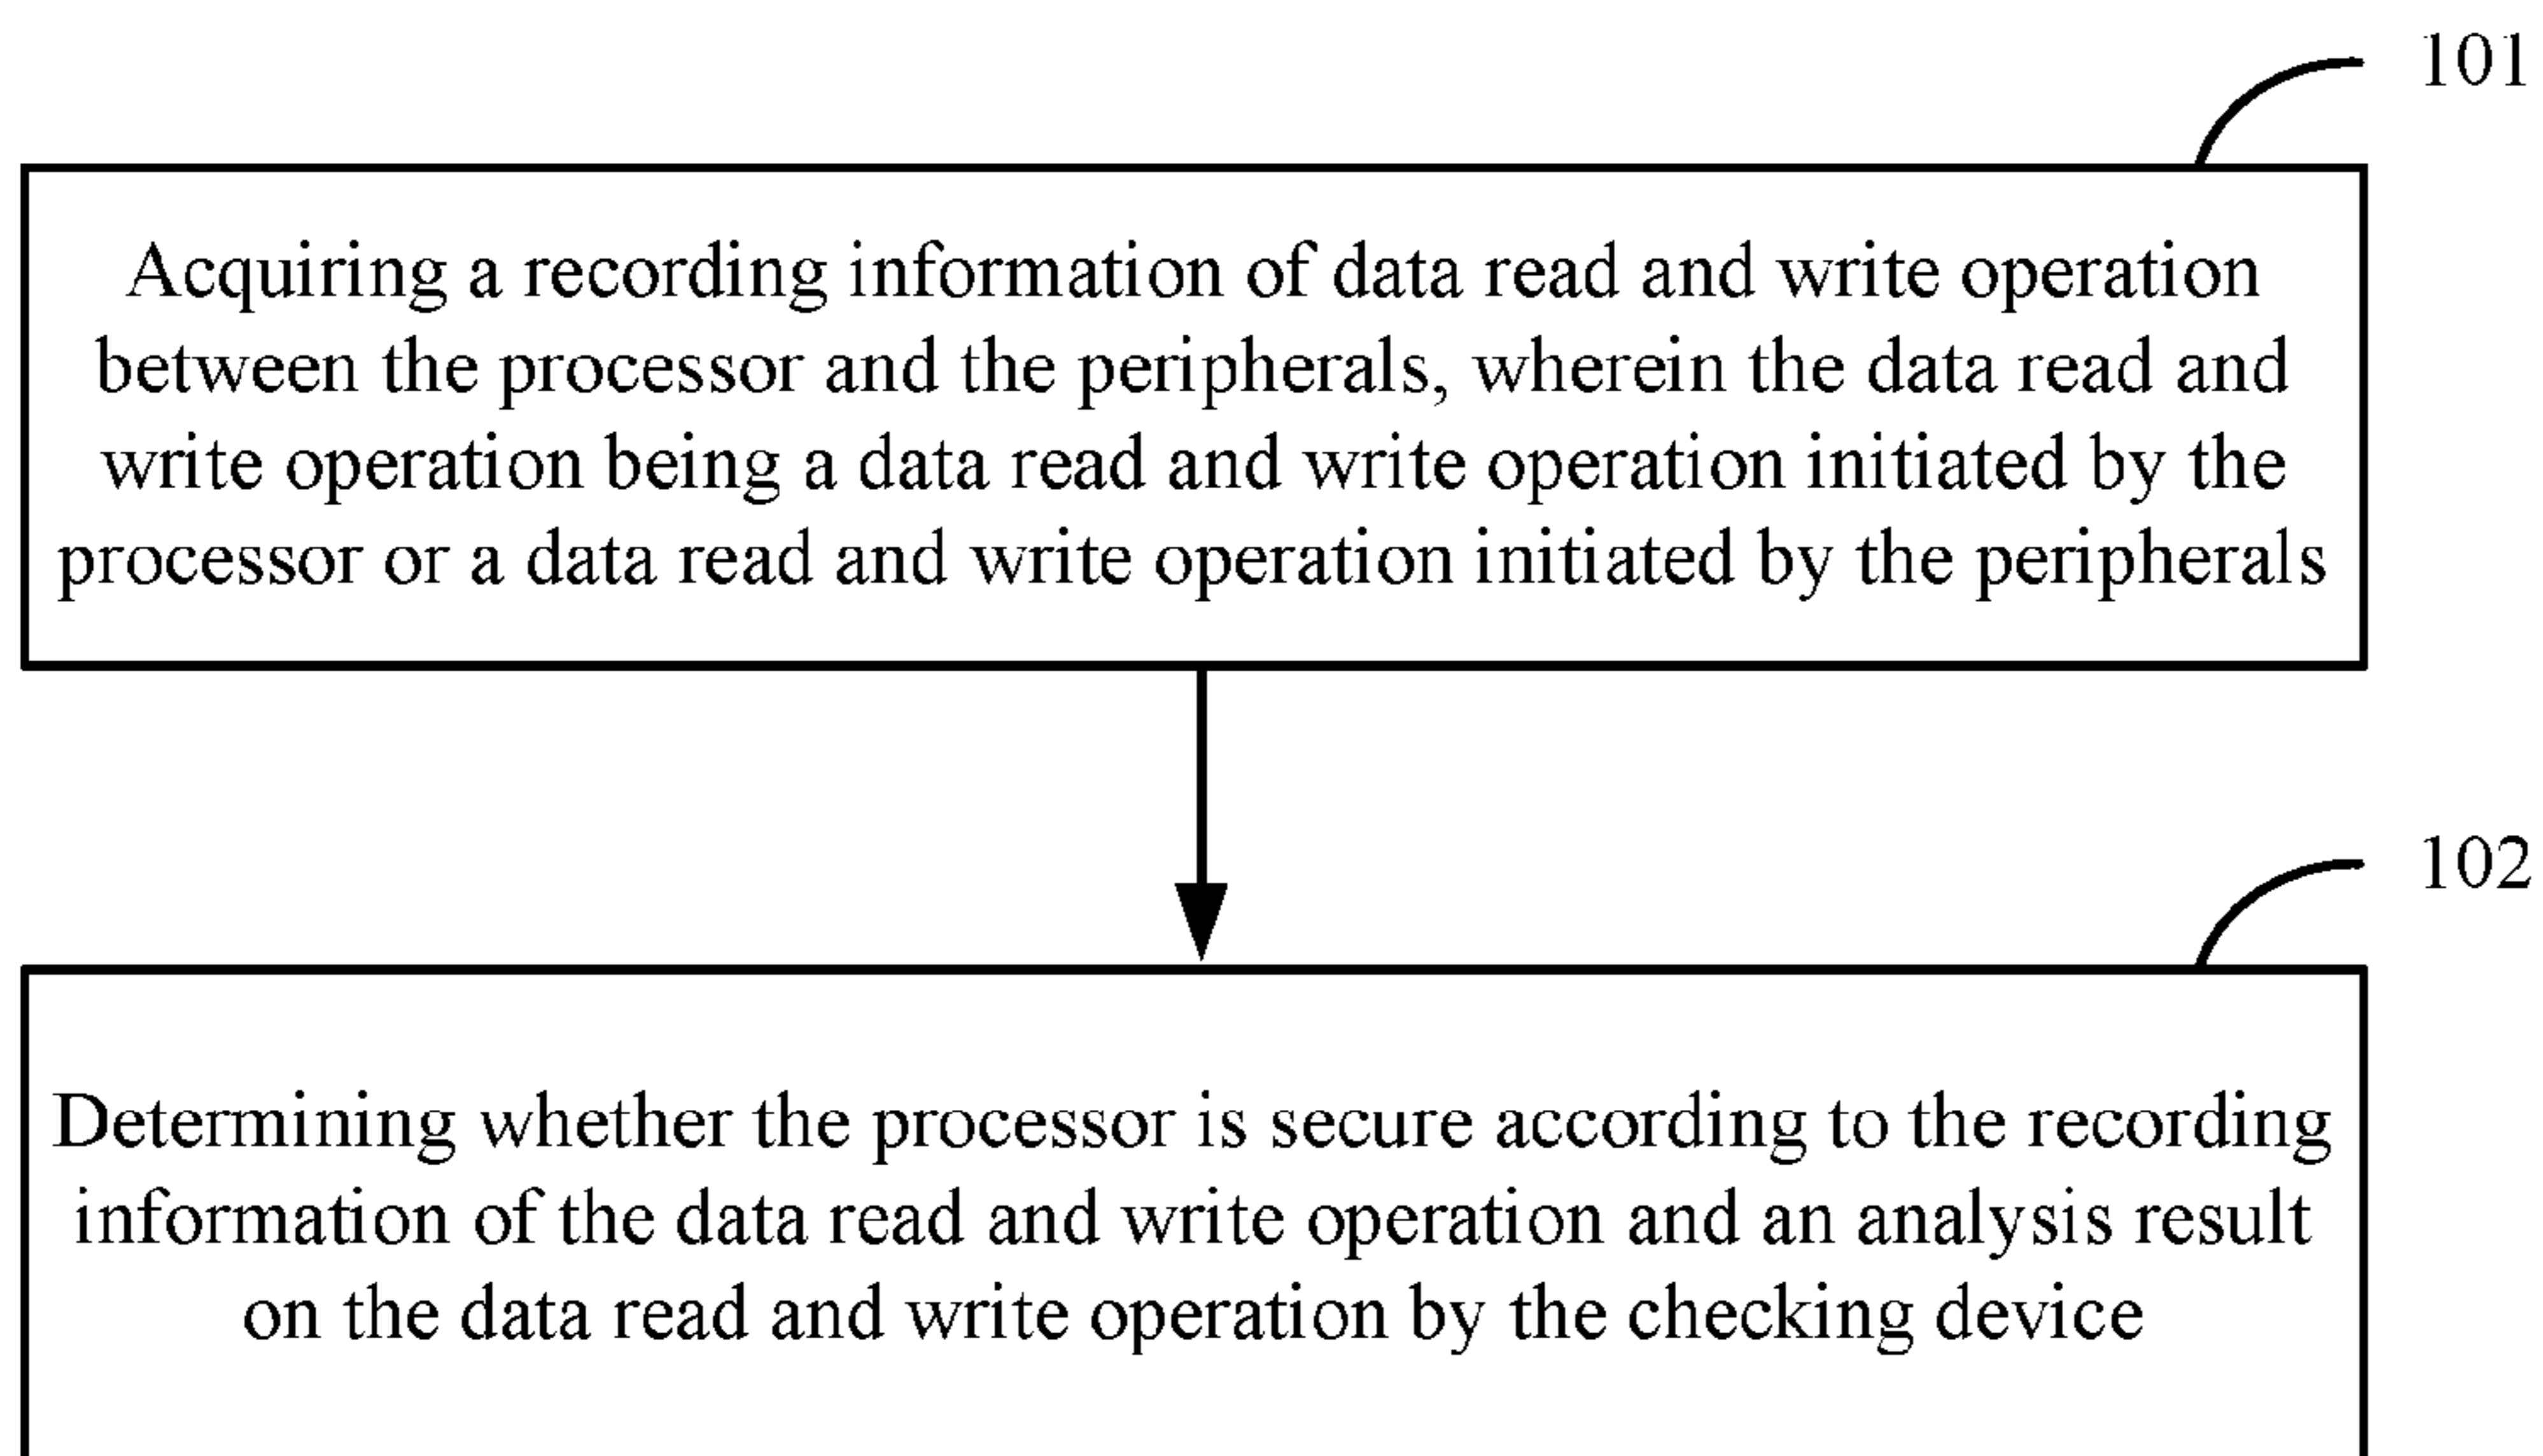 101
Acquiring a recording information of data read and write operation
between the processor and the peripherals, wherein the data read and
write operation being a data read and write operation initiated by the
processor or a data read and write operation initiated by the peripherals
102
Determining whether the processor is secure according to the recording
information of the data read and write operation and an analysis result
on the data read and write operation by the checking device